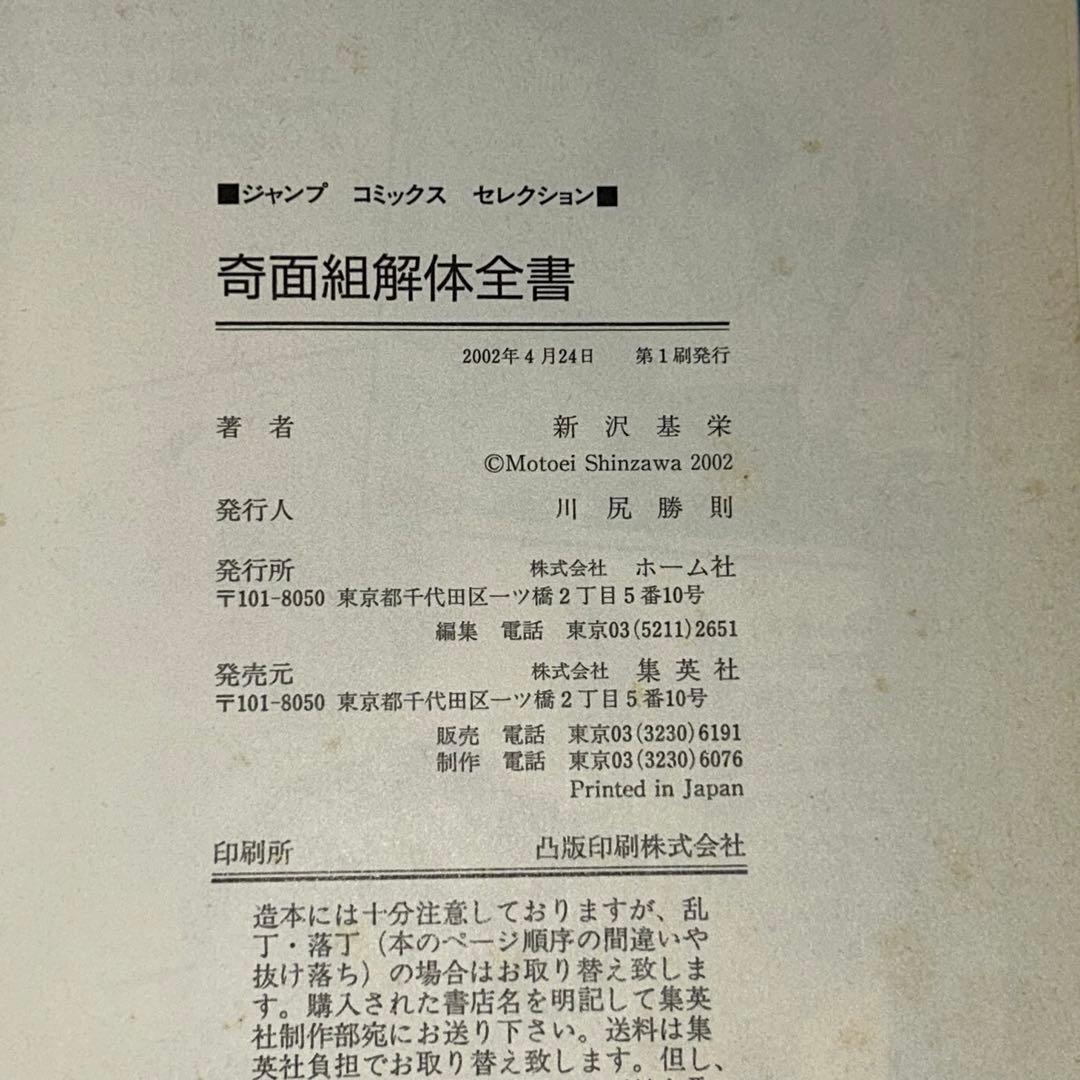 ■ジャンプ コミックス セレクション■
奇面組解体全書
2002年4月24日 第1刷発行
著者 新沢基栄
©Motoei Shinzawa 2002
発行人 川尻勝則
発行所 株式会社 ホーム社
〒101-8050 東京都千代田区一ツ橋2丁目5番10号
編集 電話 東京03(5211)2651
発売元 株式会社 集英社
〒101-8050 東京都千代田区一ツ橋2丁目5番10号
販売 電話 東京03(3230)6191
制作 電話 東京03(3230)6076
Printed in Japan
印刷所 凸版印刷株式会社
造本には十分注意しておりますが、乱
丁・落丁(本のページ順序の間違いや
抜け落ち)の場合はお取り替え致しま
す。購入された書店名を明記して集英
社制作部宛にお送り下さい。送料は集
英社負担でお取り替え致します。但し、